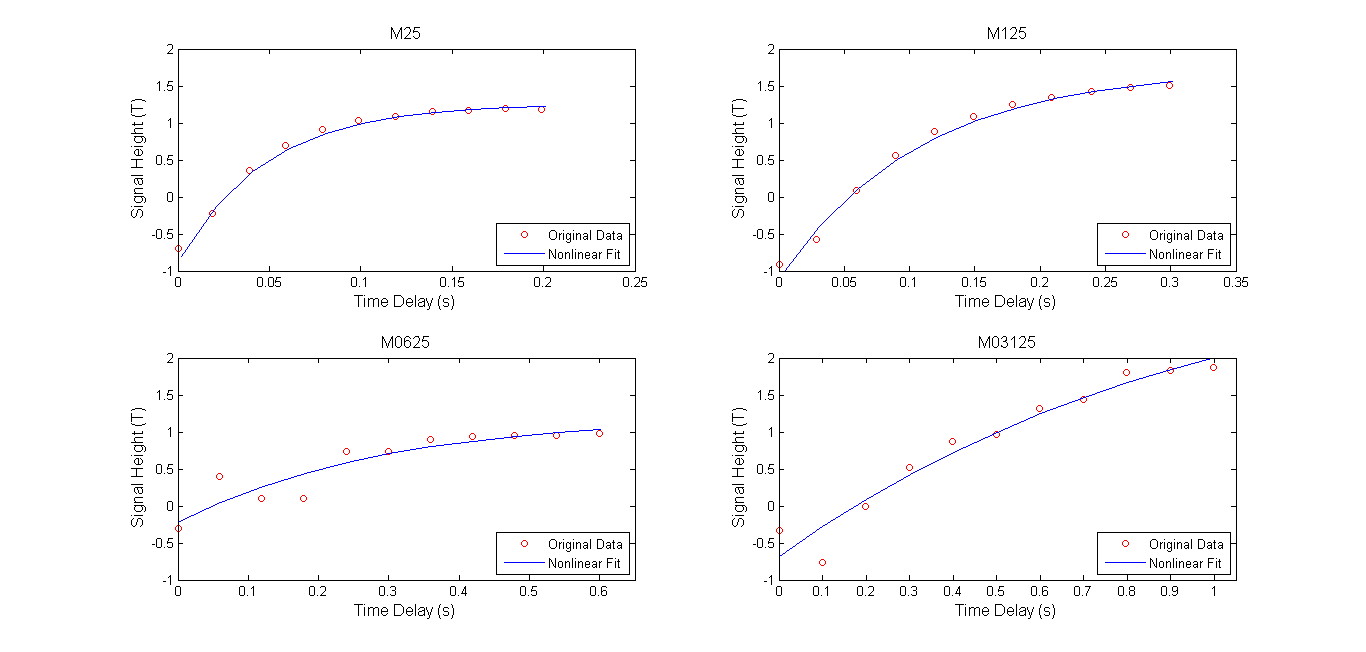 M25
2
1.5
1
0.5
0
-0.5
-1
Signal Height (T)
Original Data
Nonlinear Fit
0 0.05 0.1 0.15 0.2 0.25
Time Delay (s)
M125
2
1.5
1
0.5
0
-0.5
-1
Signal Height (T)
Original Data
Nonlinear Fit
0 0.05 0.1 0.15 0.2 0.25 0.3 0.35
Time Delay (s)
M0625
2
1.5
1
0.5
0
-0.5
-1
Signal Height (T)
Original Data
Nonlinear Fit
0 0.1 0.2 0.3 0.4 0.5 0.6
Time Delay (s)
M03125
2
1.5
1
0.5
0
-0.5
-1
Signal Height (T)
Original Data
Nonlinear Fit
0 0.1 0.2 0.3 0.4 0.5 0.6 0.7 0.8 0.9 1
Time Delay (s)